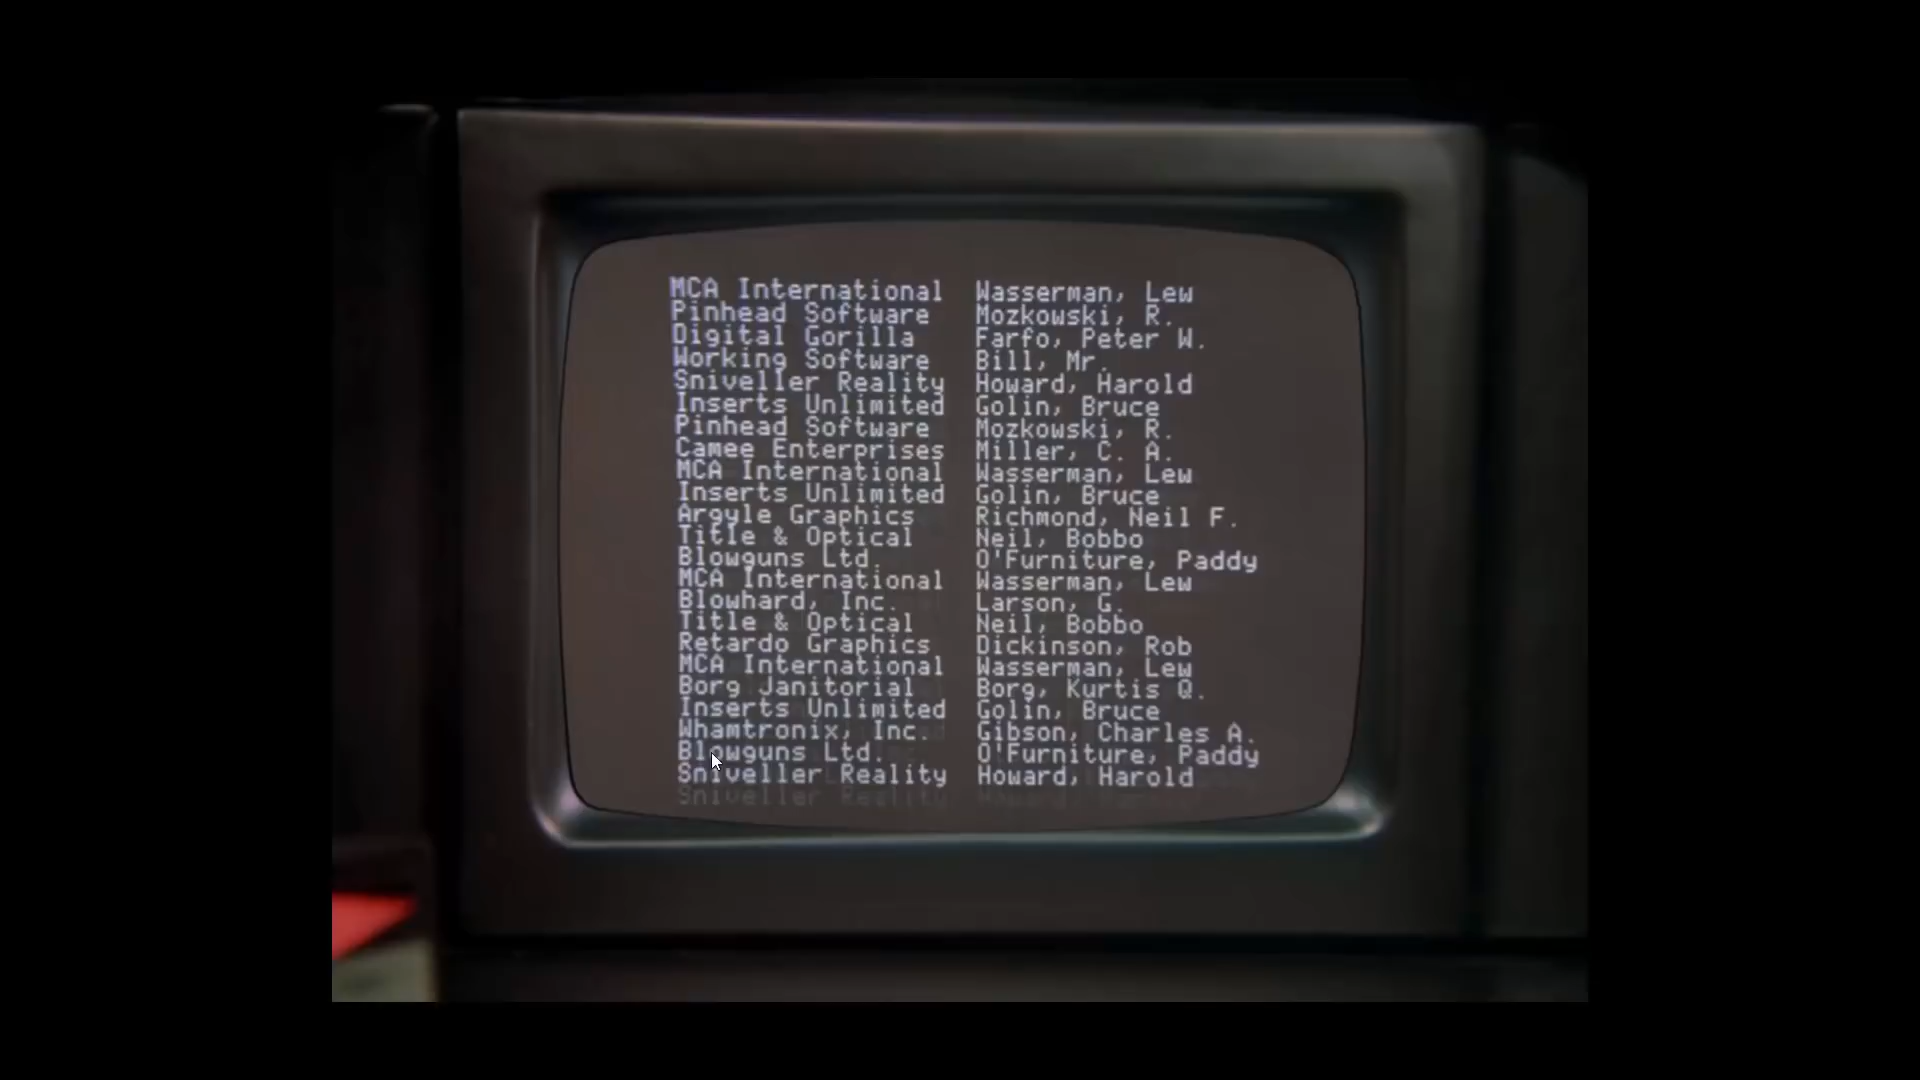 MCA International Wasserman, Lew
Pinhead Software Mozkowski, R.
Digital Gorilla Farfo, Peter W.
Working Software Bill, Mr.
Sniveller Reality Howard, Harold
Inserts Unlimited Golin, Bruce
Pinhead Software Mozkowski, R.
Camee Enterprises Miller, C. A.
MCA International Wasserman, Lew
Inserts Unlimited Golin, Bruce
Argyle Graphics Richmond, Neil F.
Title & Optical Neil, Bobbo
Blowguns Ltd. O'Furniture, Paddy
MCA International Wasserman, Lew
Blowhard, Inc. Larson, G.
Title & Optical Neil, Bobbo
Retardo Graphics Dickinson, Rob
MCA International Wasserman, Lew
Borg Janitorial Borg, Kurtis Q.
Inserts Unlimited Golin, Bruce
Whamtronix, Inc. Gibson, Charles A.
Blowguns Ltd. O'Furniture, Paddy
Sniveller Reality Howard, Harold
Sniveller Reality Howard,